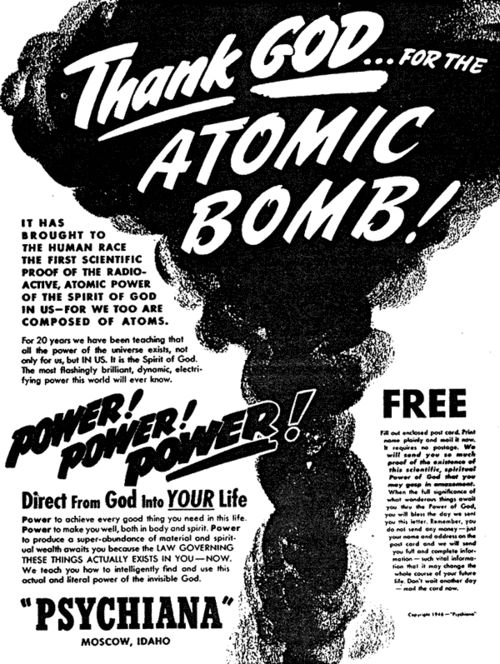 Thank GOD...FOR THE
ATOMIC
BOMB!
IT HAS
BROUGHT TO
THE HUMAN RACE
THE FIRST SCIENTIFIC
PROOF OF THE RADIO-
ACTIVE, ATOMIC POWER
OF THE SPIRIT OF GOD
IN US—FOR WE TOO ARE
COMPOSED OF ATOMS.
For 20 years we have been teaching that
all the power of the universe exists, not
only for us, but IN US. It is the Spirit of God.
The most flashingly brilliant, dynamic, electri-
fying power this world will ever know.
POWER!
POWER!
POWER!
Direct From God Into YOUR Life
Power to achieve every good thing you need in this life.
Power to make you well, both in body and spirit. Power
to produce a super-abundance of material and spirit-
ual wealth awaits you because the LAW GOVERNING
THESE THINGS ACTUALLY EXISTS IN YOU—NOW.
We teach you how to intelligently find and use this
actual and literal power of the invisible God.
"PSYCHIANA"
MOSCOW, IDAHO
FREE
Fill out enclosed post card. Print
name plainly and mail it now.
It requires no postage. We
will send you so much
proof of the existence of
this scientific, spiritual
Power of God that you
may gasp in amazement.
When the full significance of
what wonderous things await
you thru the Power of God,
you will bless the day we sent
you this letter. Remember, you
do not send any money—just
your name and address on the
post card and we will send
you full and complete infor-
mation — such vital informa-
tion that it may change the
whole course of your future
life. Don't wait another day
— mail the card now.
Copyright 1946—"Psychiana"